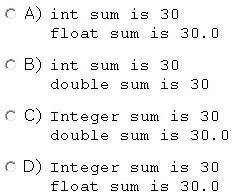 A) int sum is 30
float sum is 30.0
B) int sum is 30
double sum is 30
C) Integer sum is 30
double sum is 30.0
D) Integer sum is 30
float sum is 30.0